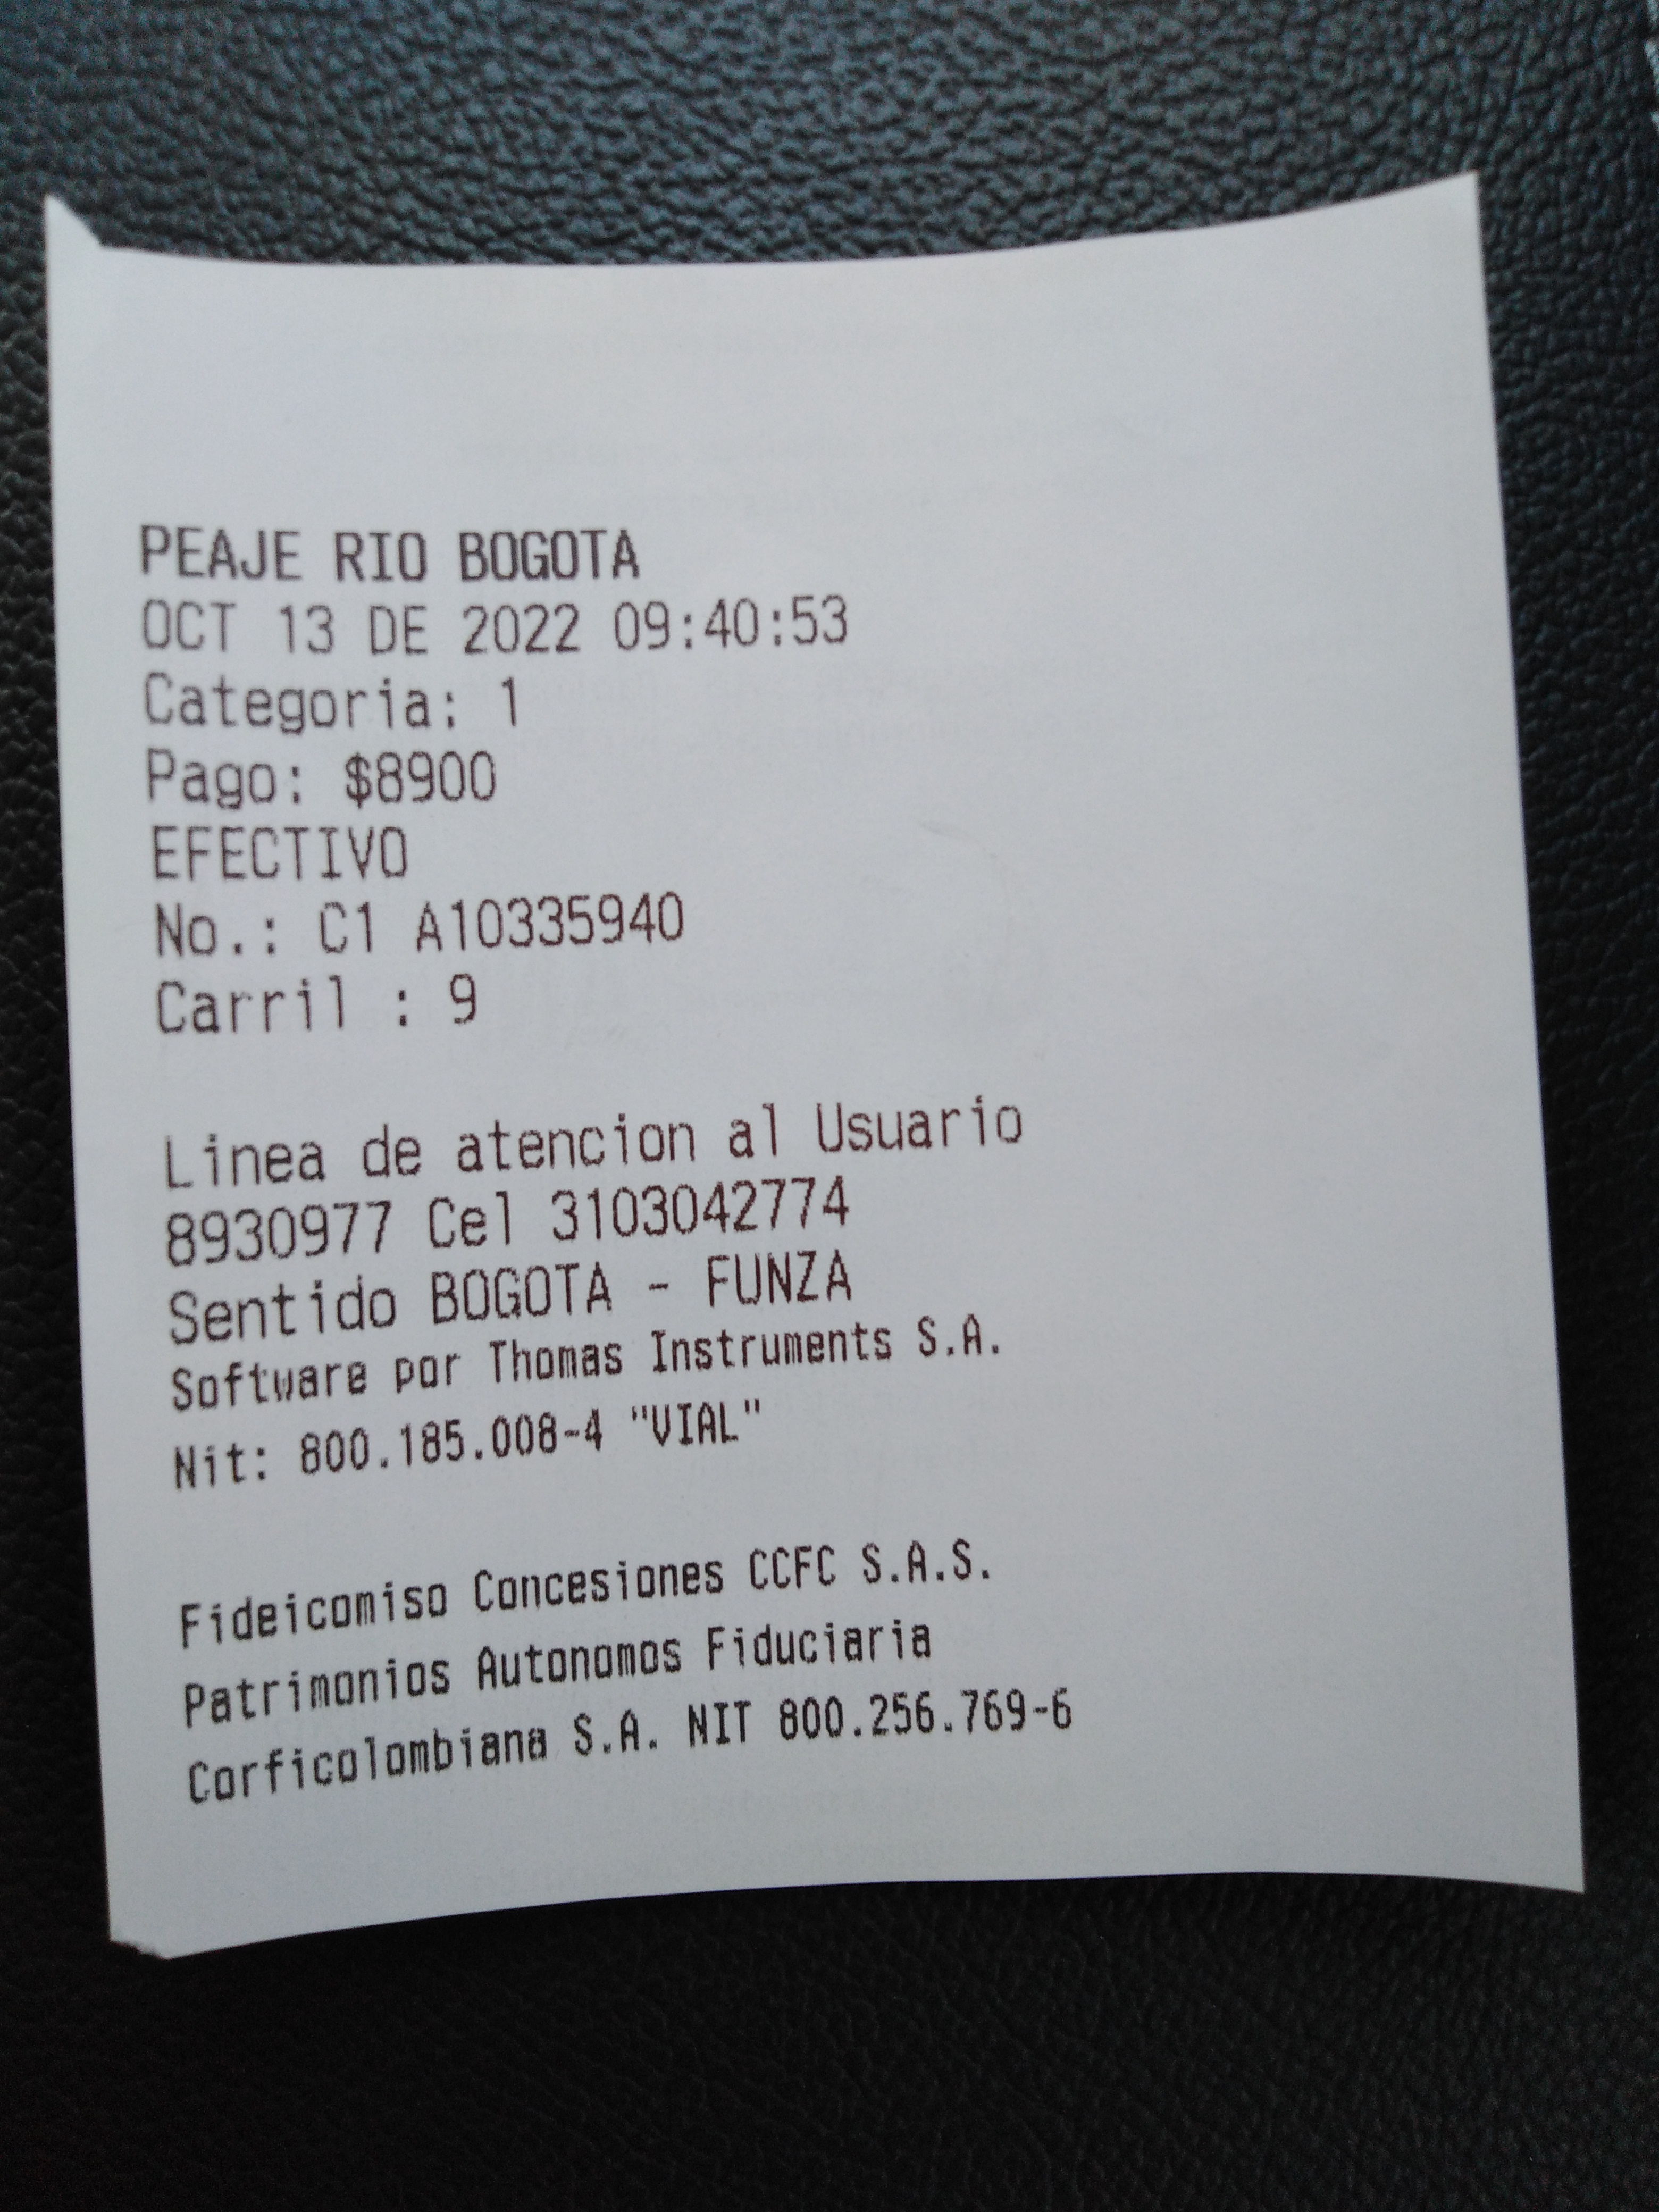 PEAJE RIO BOGOTA
OCT 13 DE 2022 09:40:53
Categoria: 1
Pago: $8900
EFECTIVO
No.: C1 A10335940
Carril : 9
Linea de atencion al Usuario
8930977 Cel 3103042774
Sentido BOGOTA - FUNZA
Software por Thomas Instruments S.A.
Nit: 800.185.008-4 "VIAL"
Fideicomiso Concesiones CCFC S.A.S.
Patrimonios Autonomos Fiduciaria
Corficolombiana S.A. NIT 800.256.769-6